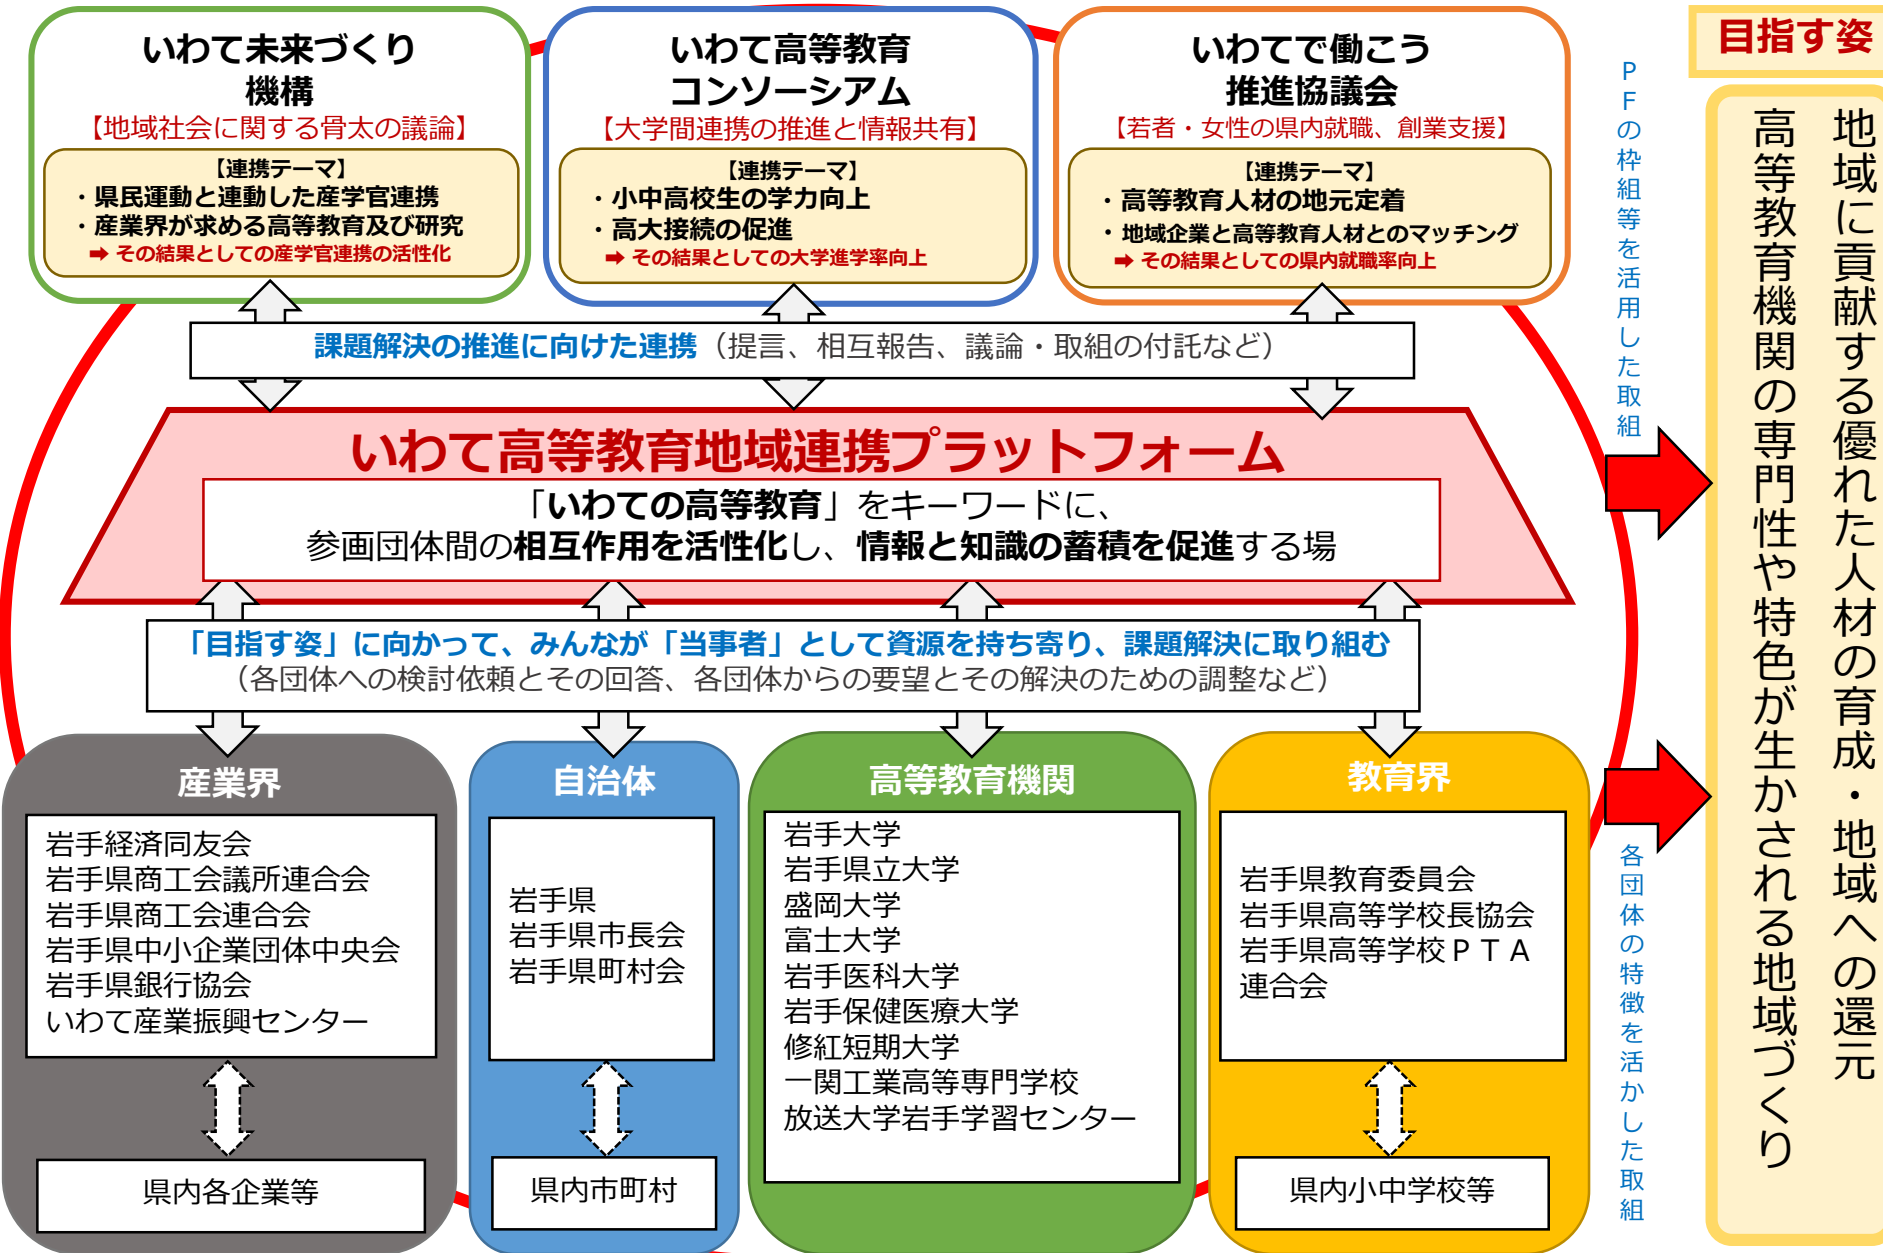 いわて未来づくり
機構
【地域社会に関する骨太の議論】
【連携テーマ】
・県民運動と連動した産学官連携
・産業界が求める高等教育及び研究
➡ その結果としての産学官連携の活性化
いわて高等教育
コンソーシアム
【大学間連携の推進と情報共有】
【連携テーマ】
・小中高校生の学力向上
・高大接続の促進
➡ その結果としての大学進学率向上
いわてで働こう
推進協議会
【若者・女性の県内就職、創業支援】
【連携テーマ】
・高等教育人材の地元定着
・地域企業と高等教育人材とのマッチング
➡ その結果としての県内就職率向上
課題解決の推進に向けた連携（提言、相互報告、議論・取組の付託など）
いわて高等教育地域連携プラットフォーム
「いわての高等教育」をキーワードに、
参画団体間の相互作用を活性化し、情報と知識の蓄積を促進する場
「目指す姿」に向かって、みんなが「当事者」として資源を持ち寄り、課題解決に取り組む
（各団体への検討依頼とその回答、各団体からの要望とその解決のための調整など）
産業界
岩手経済同友会
岩手県商工会議所連合会
岩手県商工会連合会
岩手県中小企業団体中央会
岩手県銀行協会
いわて産業振興センター
県内各企業等
自治体
岩手県
岩手県市長会
岩手県町村会
県内市町村
高等教育機関
岩手大学
岩手県立大学
盛岡大学
富士大学
岩手医科大学
岩手保健医療大学
修紅短期大学
一関工業高等専門学校
放送大学岩手学習センター
教育界
岩手県教育委員会
岩手県高等学校長協会
岩手県高等学校ＰＴＡ
連合会
県内小中学校等
ＰＦの枠組等を活用した取組
各団体の特徴を活かした取組
目指す姿
地域に貢献する優れた人材の育成・地域への還元
高等教育機関の専門性や特色が生かされる地域づくり